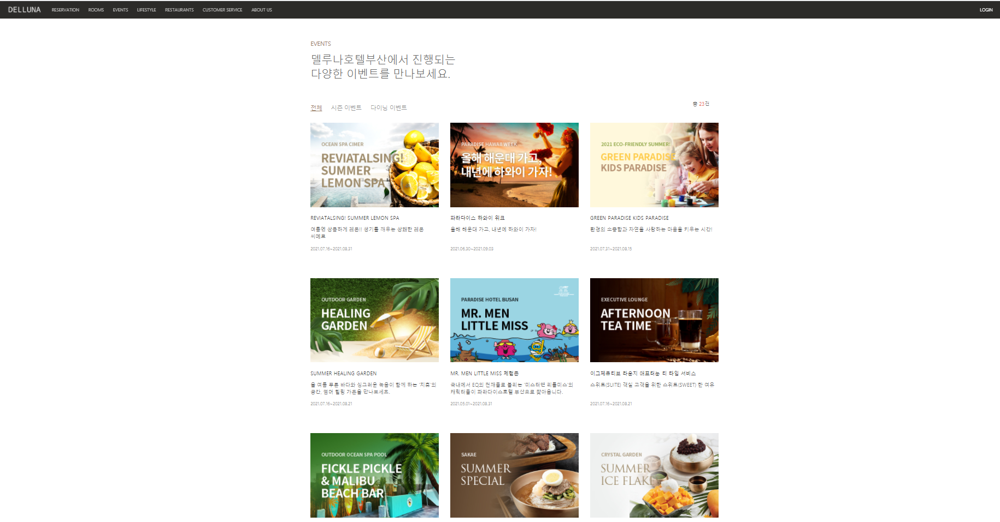 DELLUNA RESERVATION ROOMS EVENTS LIFESTYLE RESTAURANTS CUSTOMER SERVICE ABOUT US LOGIN
EVENTS
델루나호텔부산에서 진행되는
다양한 이벤트를 만나보세요.
전체 시즌 이벤트 다이닝 이벤트
총 23건
OCEAN SPA CIMER
REVIATALSING!
SUMMER
LEMON SPA
REVIATALSING! SUMMER LEMON SPA
여름엔 상큼하게 레몬!! 생기를 깨우는 상쾌한 레몬
씨메르
2021.07.16~2021.08.31
PARADISE HAWAII WEEK
올해 해운대 가고,
내년에 하와이 가자!
파라다이스 하와이 위크
올해 해운대 가고, 내년에 하와이 가자!
2021.06.30~2021.09.03
2021 ECO-FRIENDLY SUMMER!
GREEN PARADISE
KIDS PARADISE
GREEN PARADISE KIDS PARADISE
환경의 소중함과 자연을 사랑하는 마음을 키우는 시간!
2021.07.31~2021.08.15
OUTDOOR GARDEN
HEALING
GARDEN
SUMMER HEALING GARDEN
올 여름 푸른 바다와 싱그러운 녹음이 함께 하는 '치휴'의
공간, 썸머 힐링 가든을 만나보세요.
2021.07.16~2021.08.21
PARADISE HOTEL BUSAN
MR. MEN
LITTLE MISS
MR. MEN LITTLE MISS 체험존
국내에서 EQ의 천재들로 불리는 '미스터맨 리틀미스'의
캐릭터들이 파라다이스호텔 부산으로 찾아옵니다.
2021.05.01~2021.08.31
EXECUTIVE LOUNGE
AFTERNOON
TEA TIME
이그제큐티브 라운지 애프터눈 티 타임 서비스
스위트(SUITE) 객실 고객을 위한 스위트(SWEET) 한 여유
2021.07.16~2021.08.21
OUTDOOR OCEAN SPA POOL
FICKLE PICKLE
& MALIBU
BEACH BAR
SAKAE
SUMMER
SPECIAL
CRYSTAL GARDEN
SUMMER
ICE FLAKE